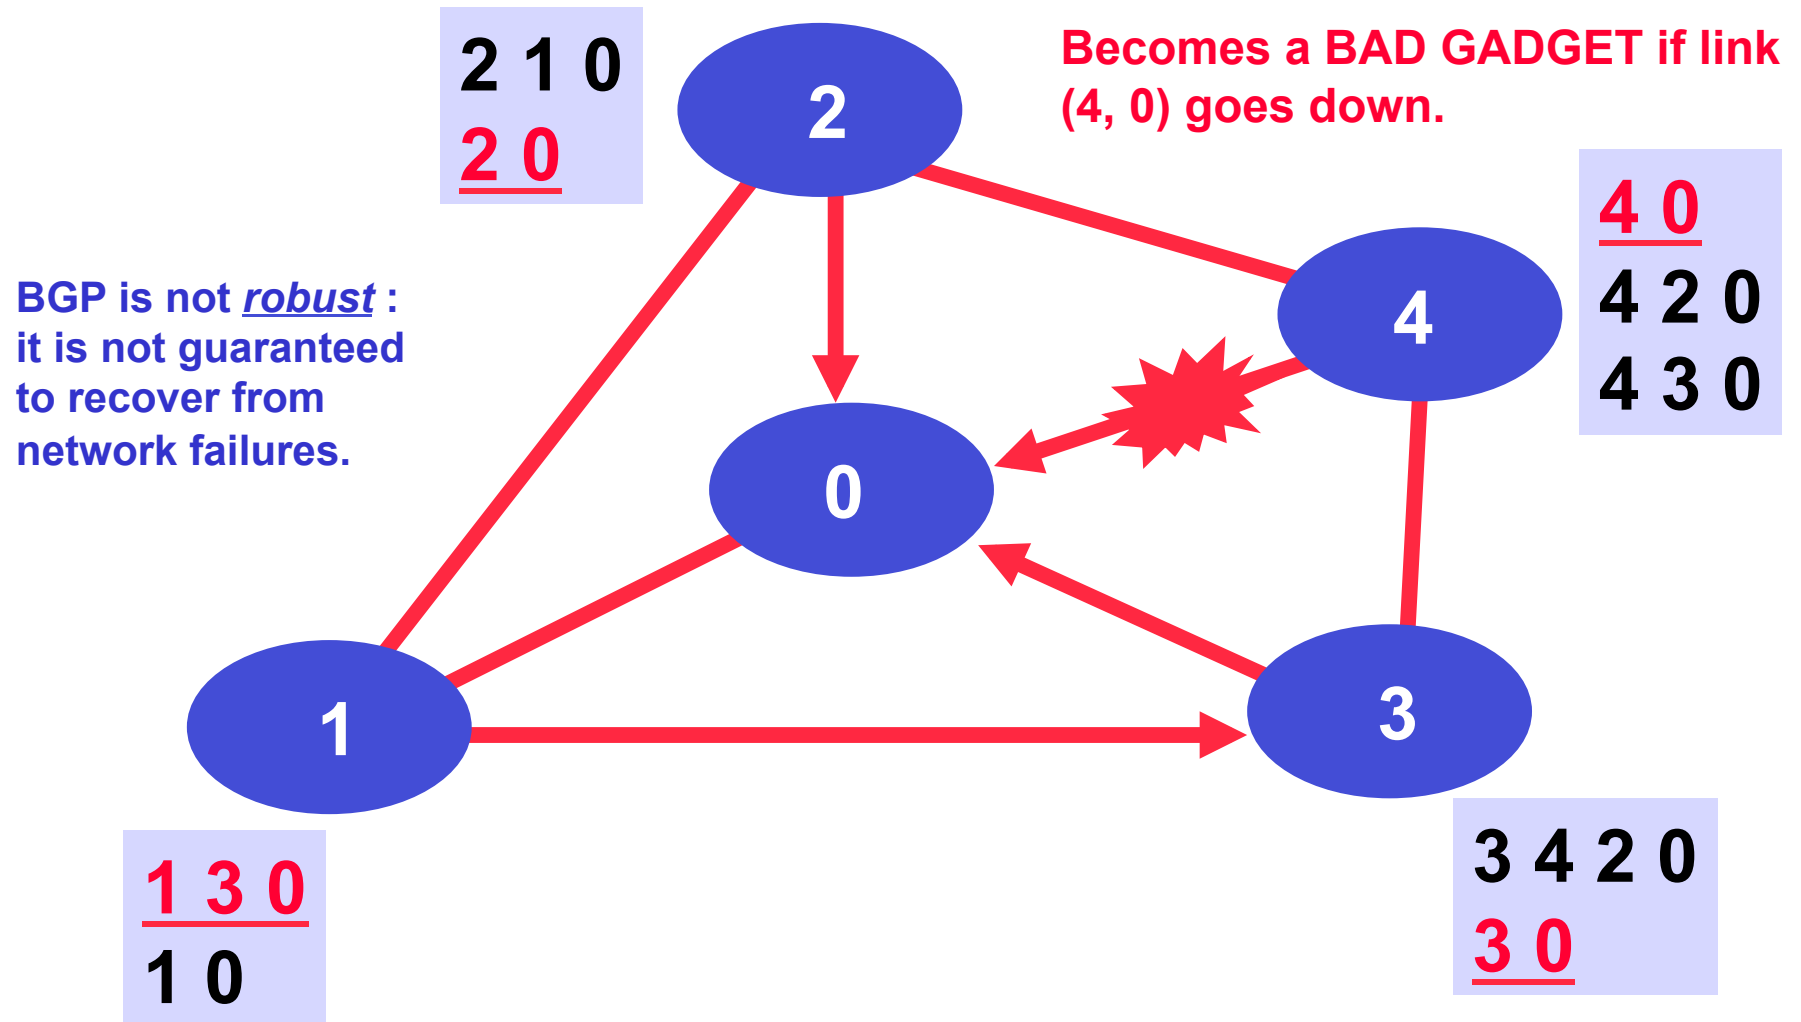 2 1 0
2 0
2
Becomes a BAD GADGET if link
(4, 0) goes down.
4 0
4 2 0
4 3 0
4
BGP is not robust :
it is not guaranteed
to recover from
network failures.
0
1
3
1 3 0
1 0
3 4 2 0
3 0